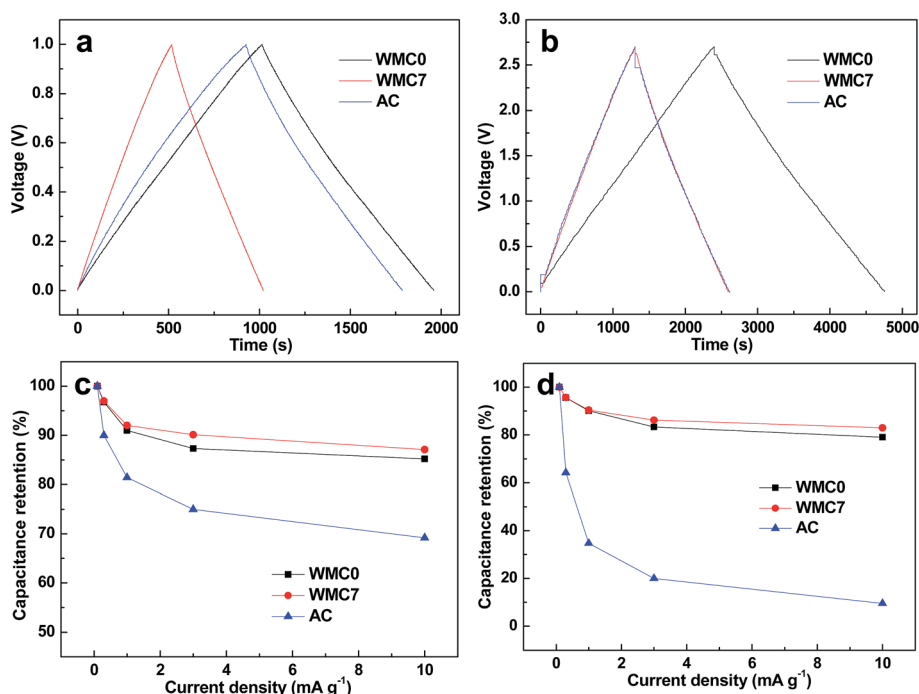 a
WMC0
WMC7
AC
Voltage (V)
1.0
0.8
0.6
0.4
0.2
0.0
0 500 1000 1500 2000
Time (s)
b
WMC0
WMC7
AC
Voltage (V)
3.0
2.5
2.0
1.5
1.0
0.5
0.0
0 1000 2000 3000 4000 5000
Time (s)
c
Capacitance retention (%)
100
90
80
70
60
50
WMC0
WMC7
AC
0 2 4 6 8 10
Current density (mA g⁻¹)
d
Capacitance retention (%)
100
80
60
40
20
0
WMC0
WMC7
AC
0 2 4 6 8 10
Current density (mA g⁻¹)